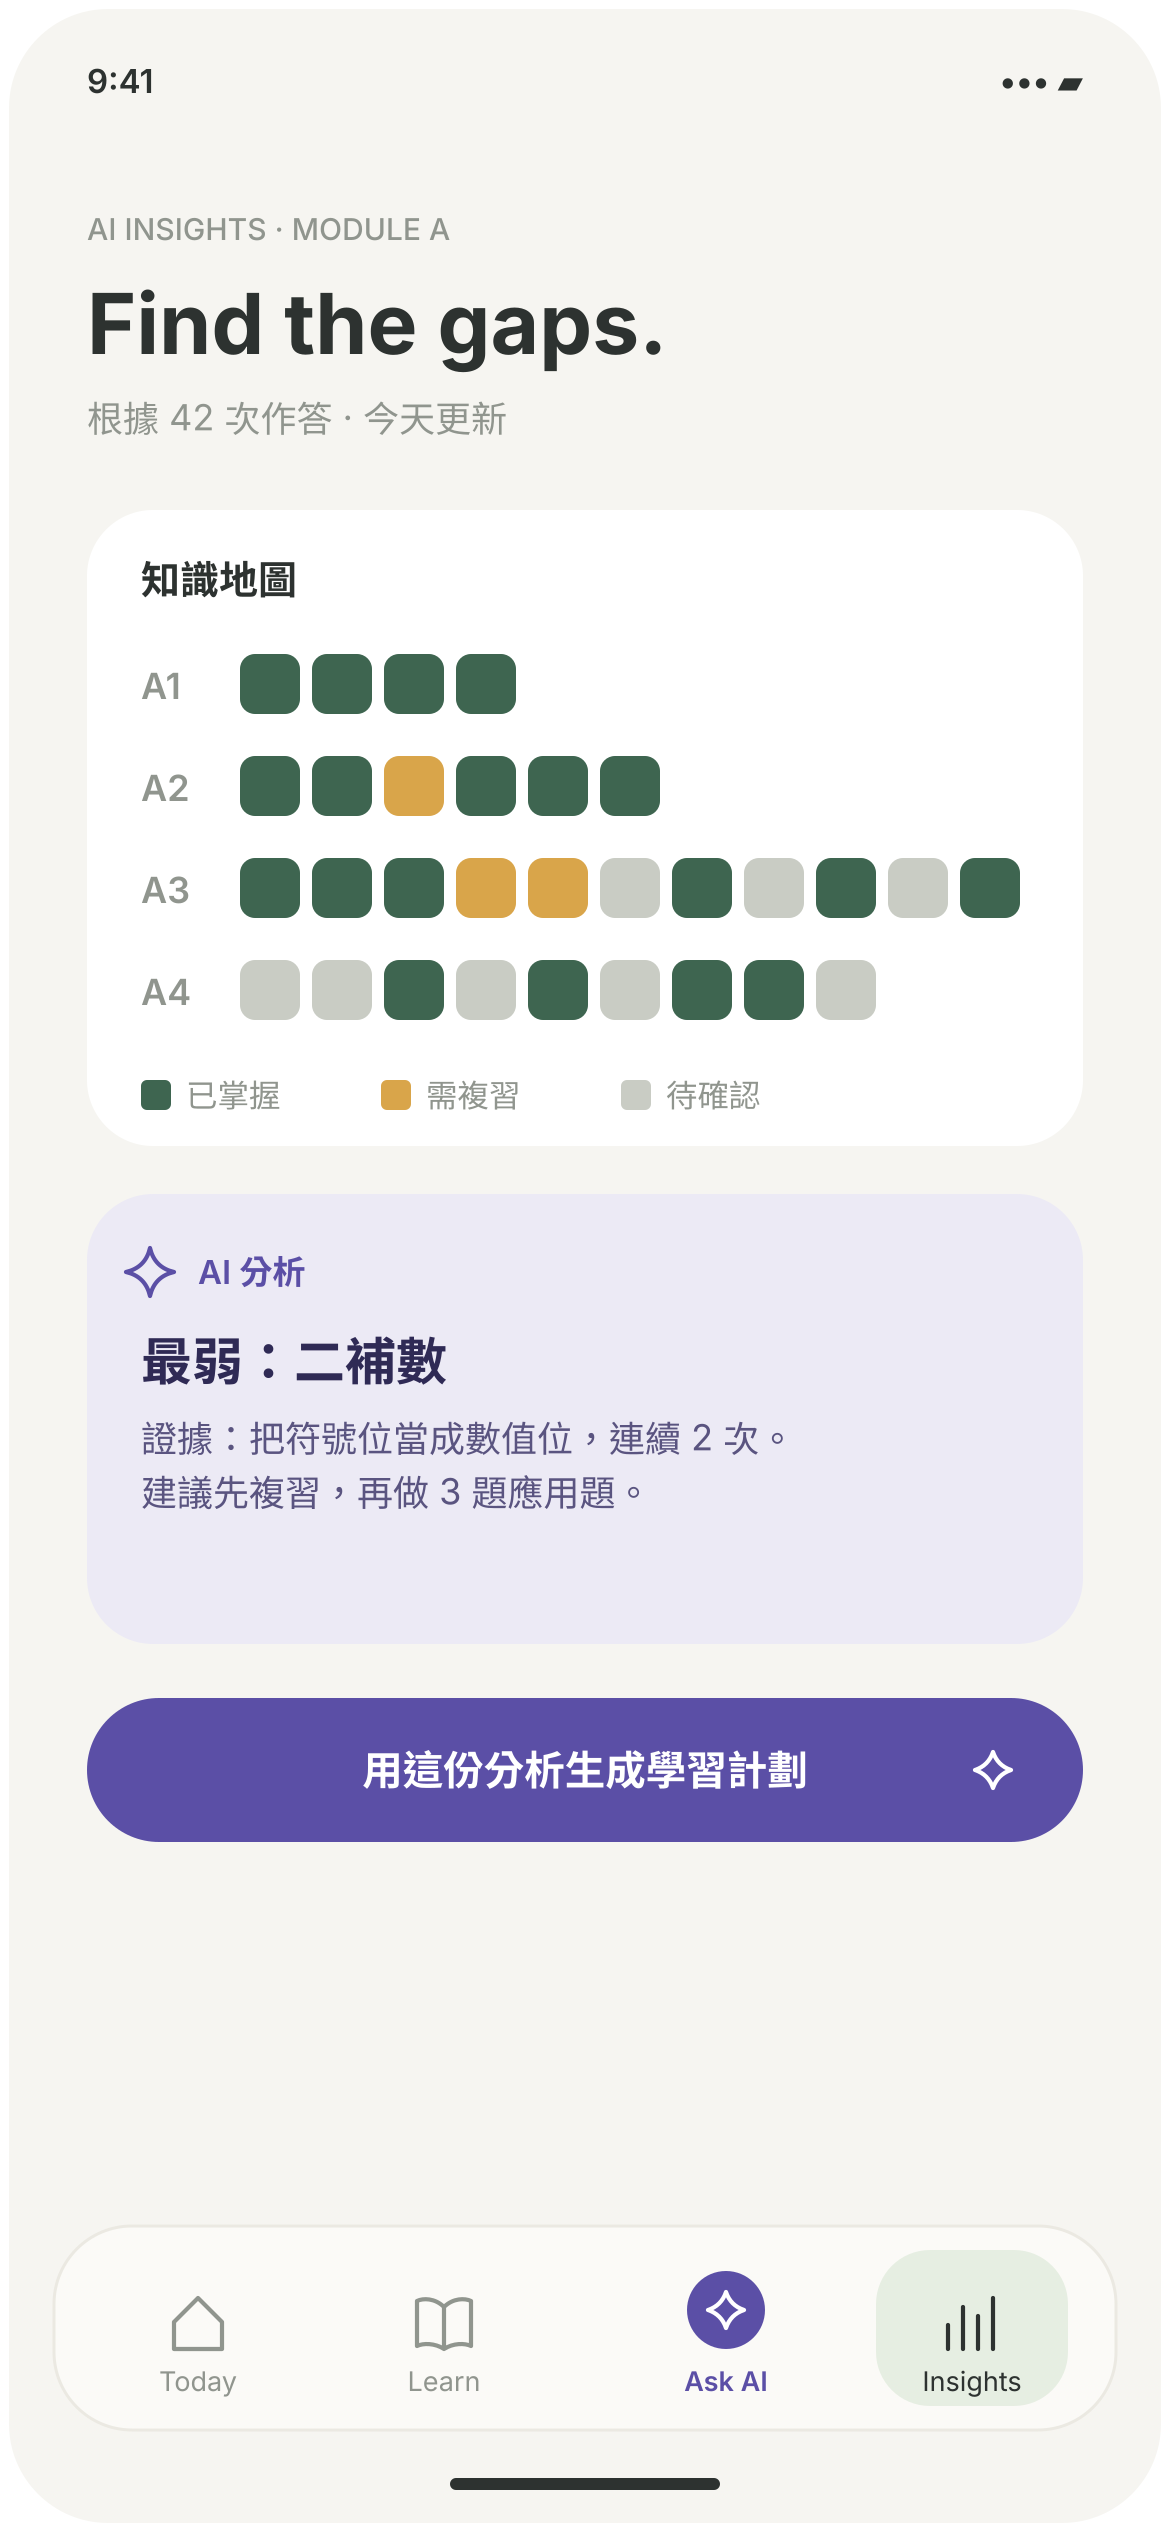 9:41
AI INSIGHTS · MODULE A
Find the gaps.
根據 42 次作答 · 今天更新
知識地圖
A1
A2
A3
A4
已掌握 需複習 待確認
AI 分析
最弱：二補數
證據：把符號位當成數值位，連續 2 次。
建議先複習，再做 3 題應用題。
用這份分析生成學習計劃
Today Learn Ask AI Insights